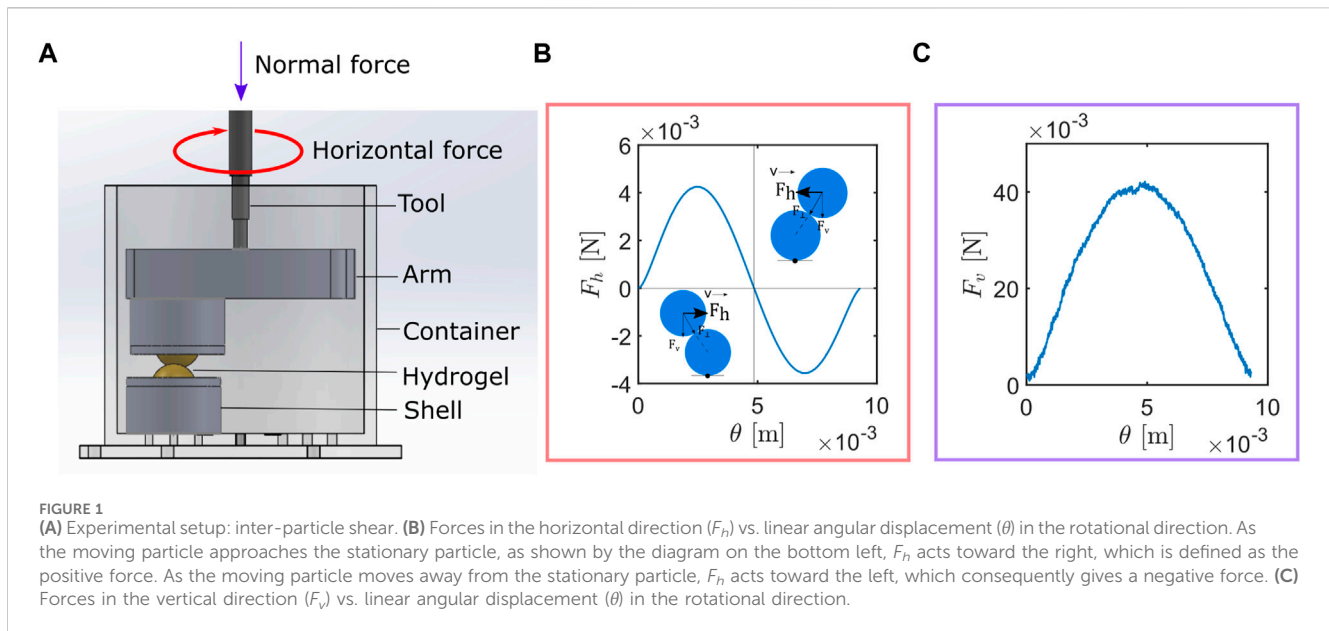 A
Normal force
Horizontal force
Tool
Arm
Container
Hydrogel
Shell
B
×10⁻³
6
4
2
0
-2
-4
F_h [N]
V
F_h
F_⊥
F_v
V
F_h
F_⊥
F_v
0
5
10
θ [m]
×10⁻³
C
×10⁻³
40
20
0
F_v [N]
0
5
10
θ [m]
×10⁻³
FIGURE 1
(A) Experimental setup: inter-particle shear. (B) Forces in the horizontal direction (F_h) vs. linear angular displacement (θ) in the rotational direction. As
the moving particle approaches the stationary particle, as shown by the diagram on the bottom left, F_h acts toward the right, which is defined as the
positive force. As the moving particle moves away from the stationary particle, F_h acts toward the left, which consequently gives a negative force. (C)
Forces in the vertical direction (F_v) vs. linear angular displacement (θ) in the rotational direction.